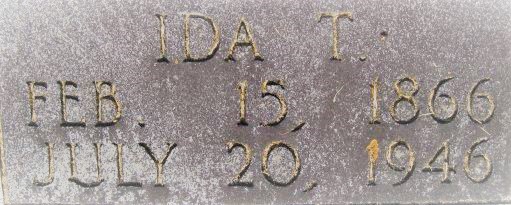 IDA T.
FEB. 15, 1866
JULY 20, 1946